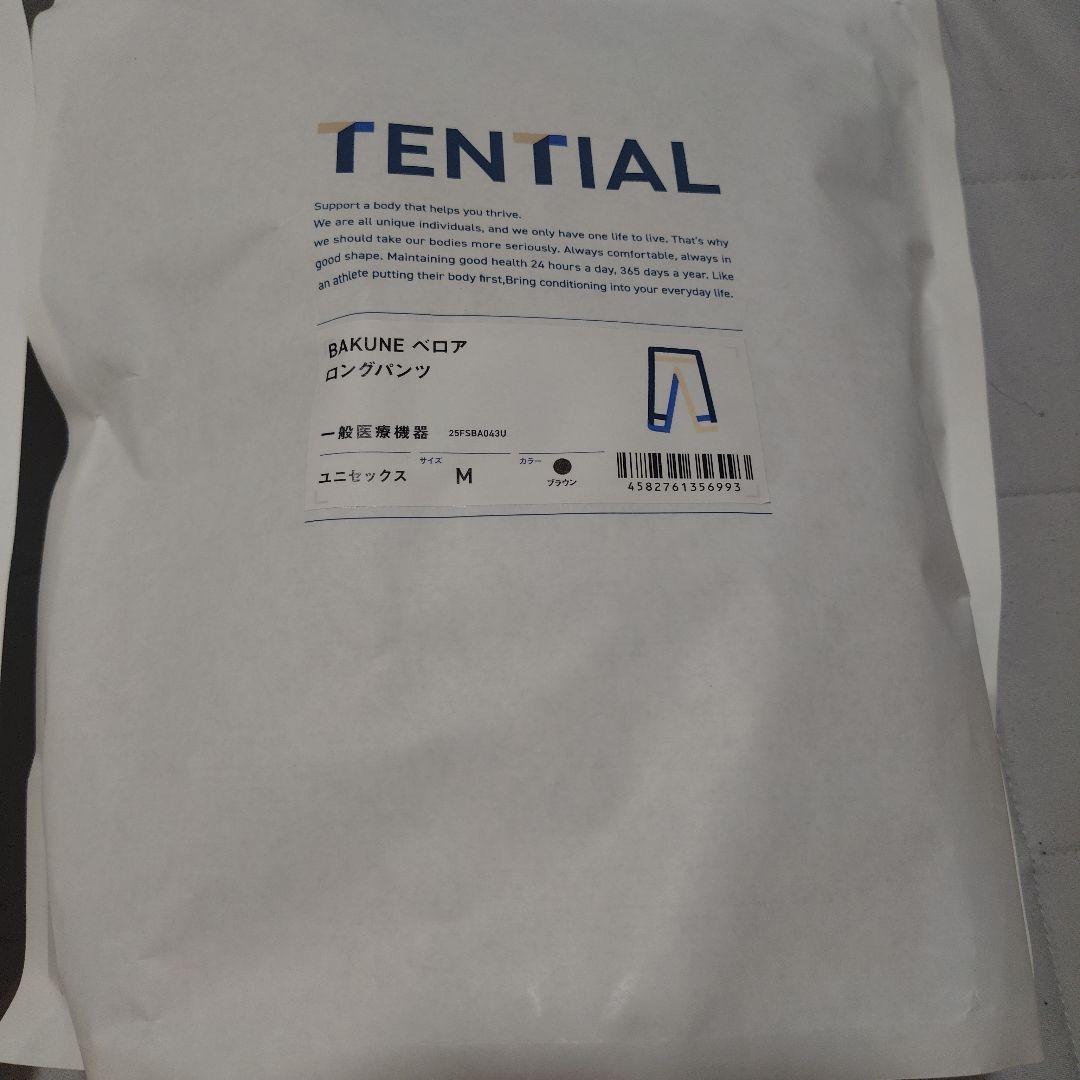 TENTIAL
Support a body that helps you thrive.
We are all unique individuals, and we only have one life to live. That's why
we should take our bodies more seriously. Always comfortable, always in
good shape. Maintaining good health 24 hours a day, 365 days a year. Like
an athlete putting their body first,Bring conditioning into your everyday life.
BAKUNE ベロア
ロングパンツ
一般医療機器 25FSBA043U
ユニセックス サイズ M カラー ブラウン
4582761356993